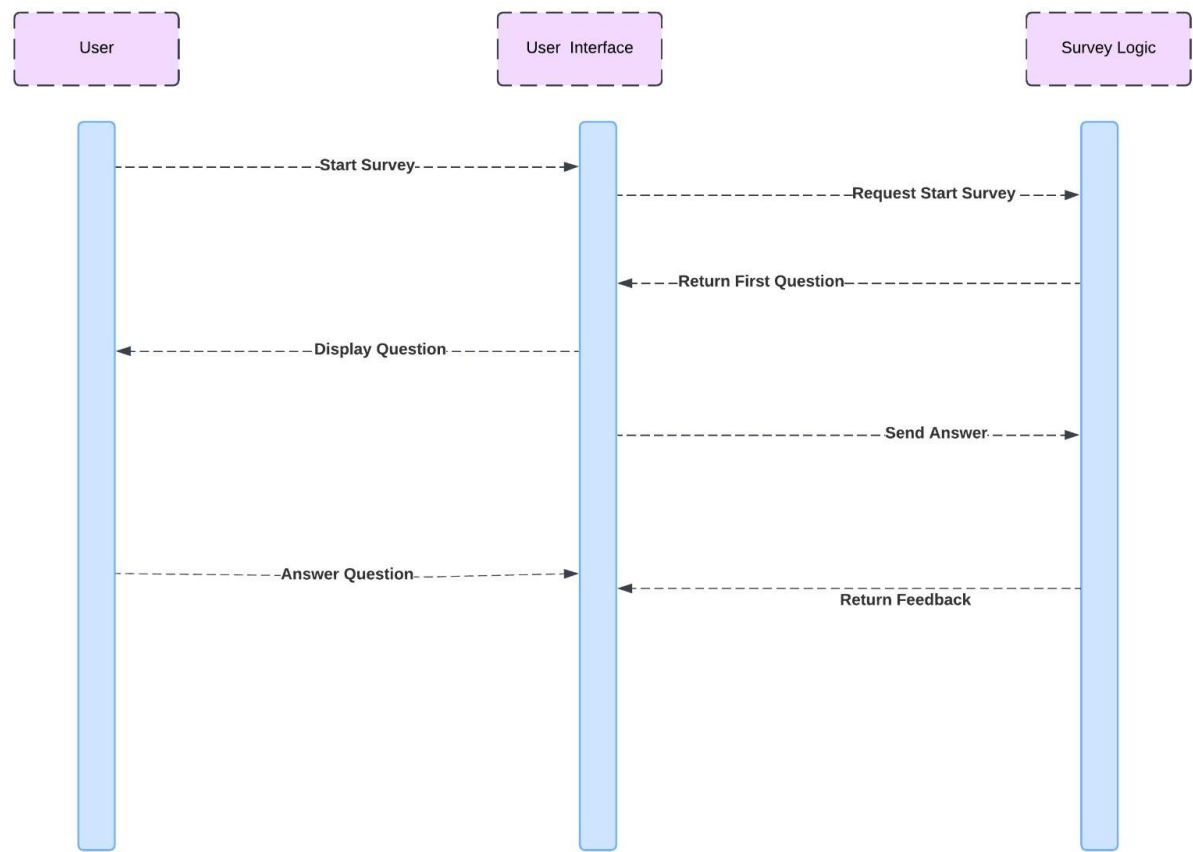 User
User Interface
Survey Logic
Start Survey
Request Start Survey
Return First Question
Display Question
Send Answer
Answer Question
Return Feedback